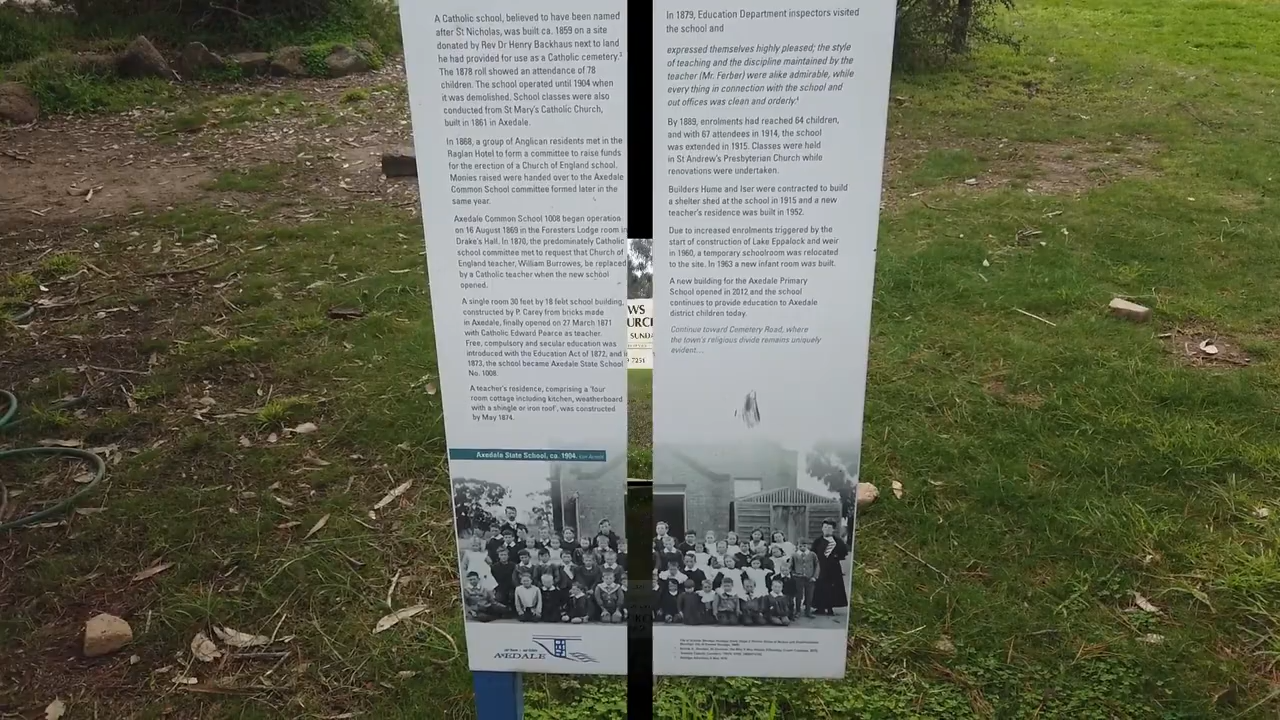 A Catholic school, believed to have been named
after St Nicholas, was built ca. 1859 on a site
donated by Rev Dr Henry Backhaus next to land
he had provided for use as a Catholic cemetery.
The 1878 roll showed an attendance of 78
children. The school operated until 1904 when
it was demolished. School classes were also
conducted from St Mary's Catholic Church,
built in 1861 in Axedale.
In 1868, a group of Anglican residents met in the
Raglan Hotel to form a committee to raise funds
for the erection of a Church of England school.
Monies raised were handed over to the Axedale
Common School committee formed later in the
same year.
Axedale Common School 1008 began operation
on 16 August 1869 in the Foresters Lodge room in
Drake's Hall. In 1870, the predominately Catholic
school committee met to request that Church of
England teacher, William Burrowes, be replaced
by a Catholic teacher when the new school
opened.
A single room 30 feet by 18 feet school building,
constructed by P. Carey from bricks made
in Axedale, finally opened on 27 March 1871
with Catholic Edward Pearce as teacher.
Free, compulsory and secular education was
introduced with the Education Act of 1872, and in
1873, the school became Axedale State School
No. 1008.
A teacher's residence, comprising a 'four
room cottage including kitchen, weatherboard
with a shingle or iron roof', was constructed
by May 1874.
Axedale State School, ca. 1904.
AXEDALE
WS
URCH
SUNDA
7251
In 1879, Education Department inspectors visited
the school and
expressed themselves highly pleased; the style
of teaching and the discipline maintained by the
teacher (Mr. Ferber) were alike admirable, while
every thing in connection with the school and
out offices was clean and orderly.4
By 1889, enrolments had reached 64 children,
and with 67 attendees in 1914, the school
was extended in 1915. Classes were held
in St Andrew's Presbyterian Church while
renovations were undertaken.
Builders Hume and Iser were contracted to build
a shelter shed at the school in 1915 and a new
teacher's residence was built in 1952.
Due to increased enrolments triggered by the
start of construction of Lake Eppalock and weir
in 1960, a temporary schoolroom was relocated
to the site. In 1963 a new infant room was built.
A new building for the Axedale Primary
School opened in 2012 and the school
continues to provide education to Axedale
district children today.
Continue toward Cemetery Road, where
the town's religious divide remains uniquely
evident....